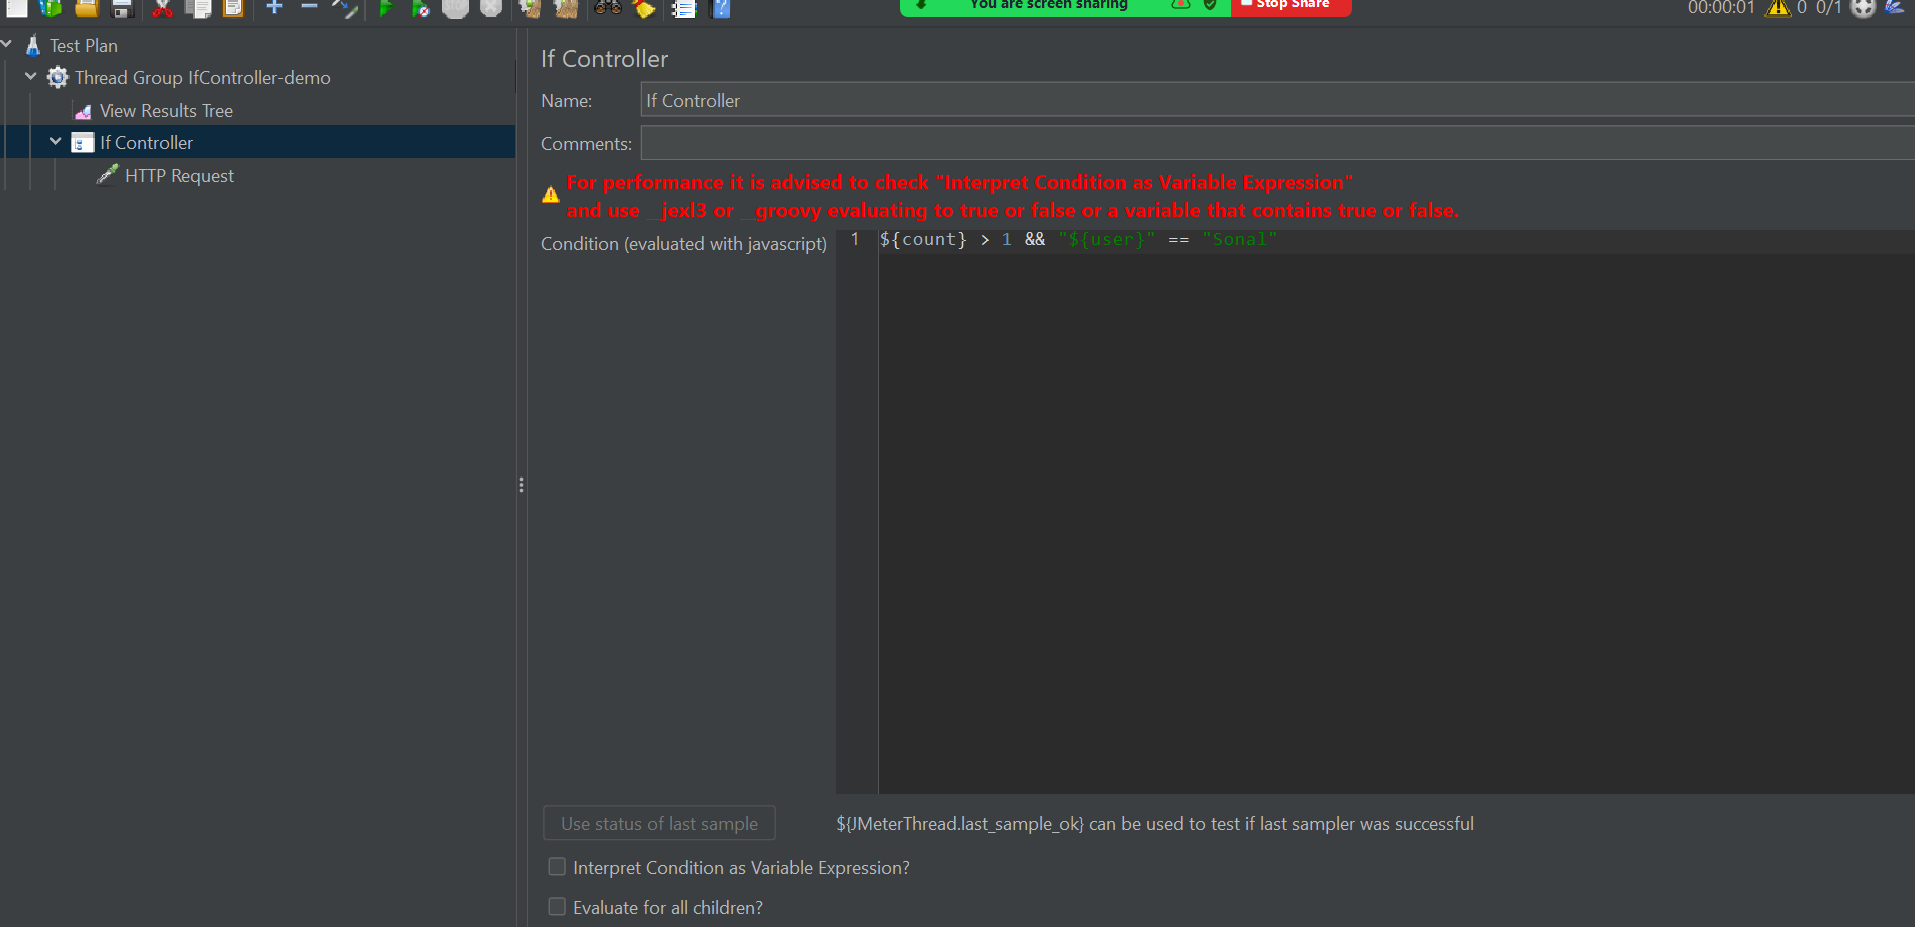 You are screen sharing
Stop Share
00:00:01
0 0/1
Test Plan
Thread Group IfController-demo
View Results Tree
If Controller
HTTP Request
If Controller
Name: If Controller
Comments:
For performance it is advised to check "Interpret Condition as Variable Expression"
and use __jexl3 or __groovy evaluating to true or false or a variable that contains true or false.
Condition (evaluated with javascript)
1 ${count} > 1 && "${user}" == "Sonal"
Use status of last sample
${JMeterThread.last_sample_ok} can be used to test if last sampler was successful
Interpret Condition as Variable Expression?
Evaluate for all children?